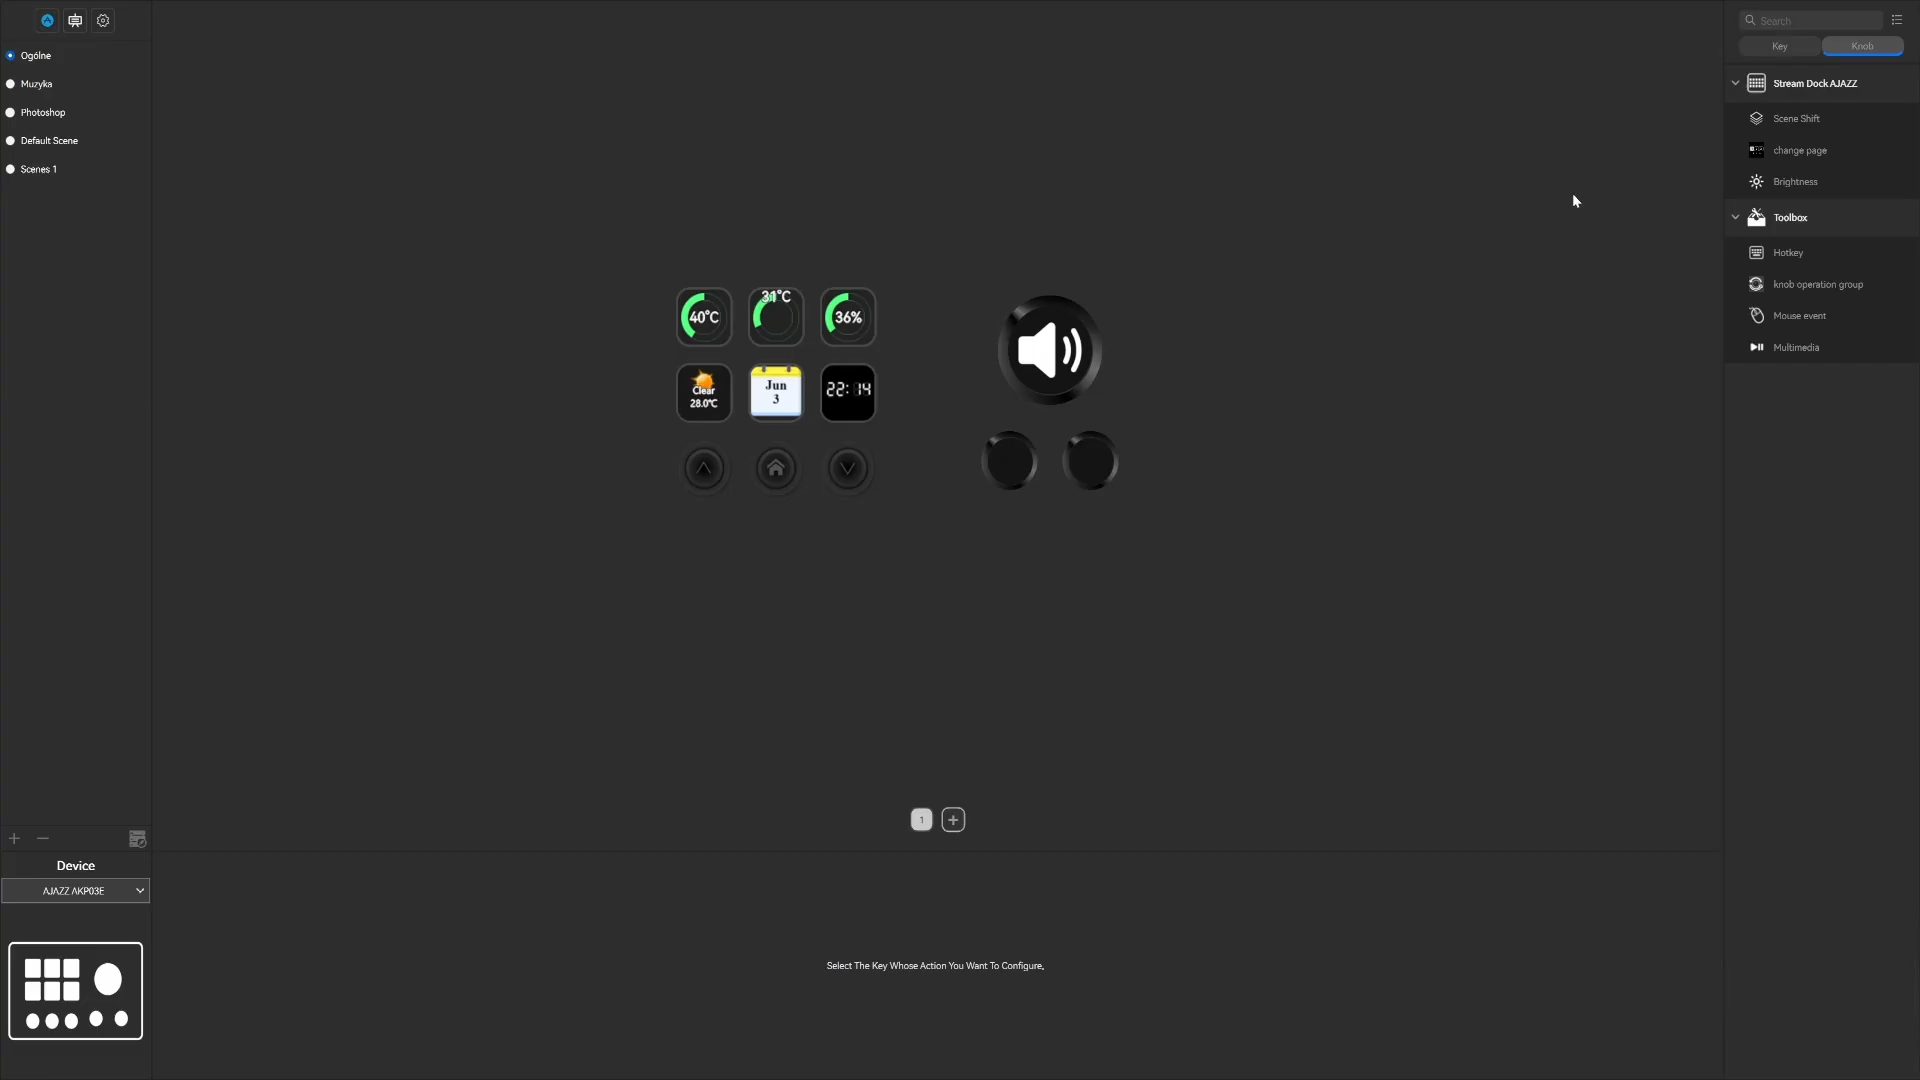 Ogólne
Muzyka
Photoshop
Default Scene
Scenes 1
40°C
31°C
36%
Clear
28.0°C
Jun
3
22:14
1
Device
AJAZZ AKP03E
Select The Key Whose Action You Want To Configure.
Search
Key
Knob
Stream Dock AJAZZ
Scene Shift
change page
Brightness
Toolbox
Hotkey
knob operation group
Mouse event
Multimedia